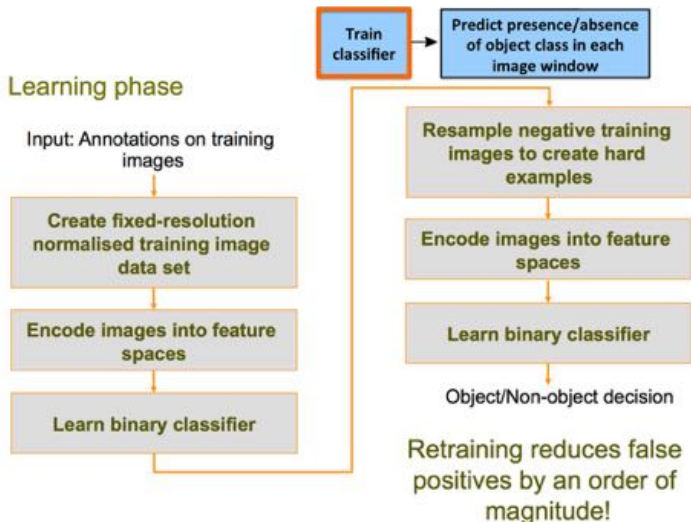 Train
classifier
Predict presence/absence
of object class in each
image window
Learning phase
Input: Annotations on training
images
Create fixed-resolution
normalised training image
data set
Encode images into feature
spaces
Learn binary classifier
Resample negative training
images to create hard
examples
Encode images into feature
spaces
Learn binary classifier
Object/Non-object decision
Retraining reduces false
positives by an order of
magnitude!